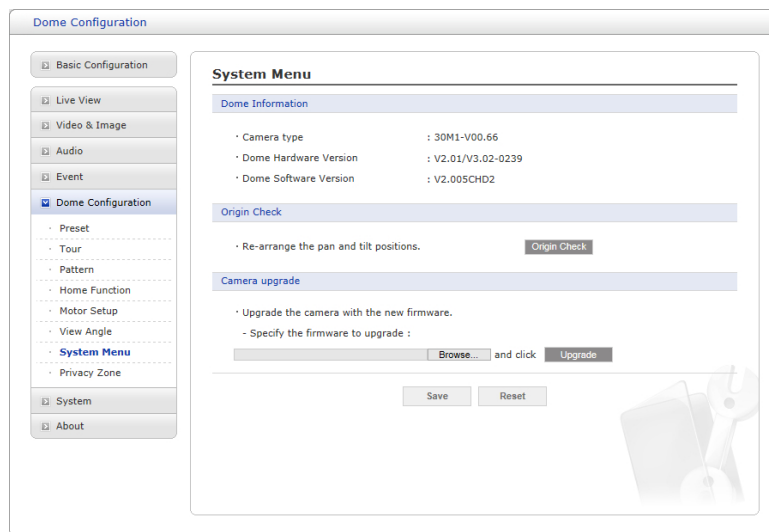 Dome Configuration
Basic Configuration
Live View
Video & Image
Audio
Event
Dome Configuration
· Preset
· Tour
· Pattern
· Home Function
· Motor Setup
· View Angle
· System Menu
· Privacy Zone
System
About
System Menu
Dome Information
· Camera type : 30M1-V00.66
· Dome Hardware Version : V2.01/V3.02-0239
· Dome Software Version : V2.005CHD2
Origin Check
· Re-arrange the pan and tilt positions. Origin Check
Camera upgrade
· Upgrade the camera with the new firmware.
- Specify the firmware to upgrade :
Browse... and click Upgrade
Save Reset